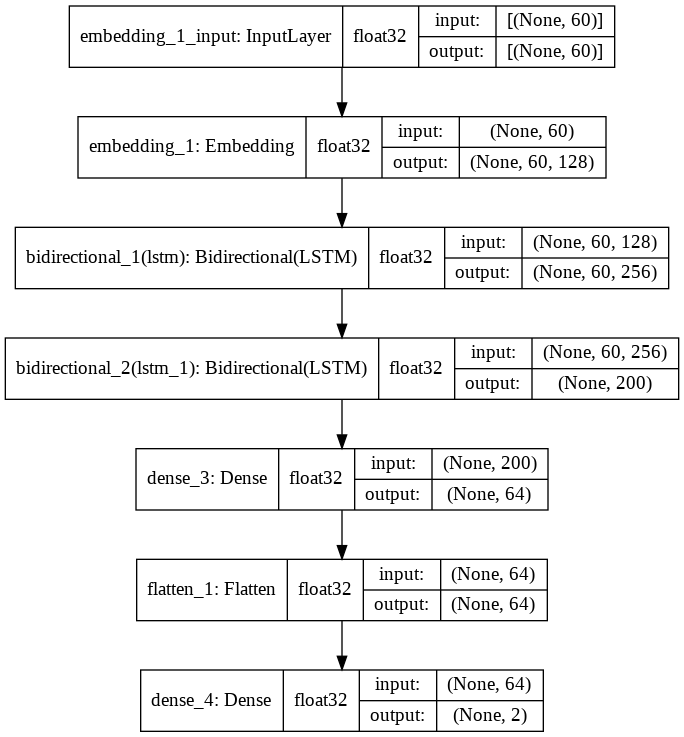 embedding_1_input: InputLayer float32 input: [(None, 60)]
output: [(None, 60)]
embedding_1: Embedding float32 input: (None, 60)
output: (None, 60, 128)
bidirectional_1(lstm): Bidirectional(LSTM) float32 input: (None, 60, 128)
output: (None, 60, 256)
bidirectional_2(lstm_1): Bidirectional(LSTM) float32 input: (None, 60, 256)
output: (None, 200)
dense_3: Dense float32 input: (None, 200)
output: (None, 64)
flatten_1: Flatten float32 input: (None, 64)
output: (None, 64)
dense_4: Dense float32 input: (None, 64)
output: (None, 2)